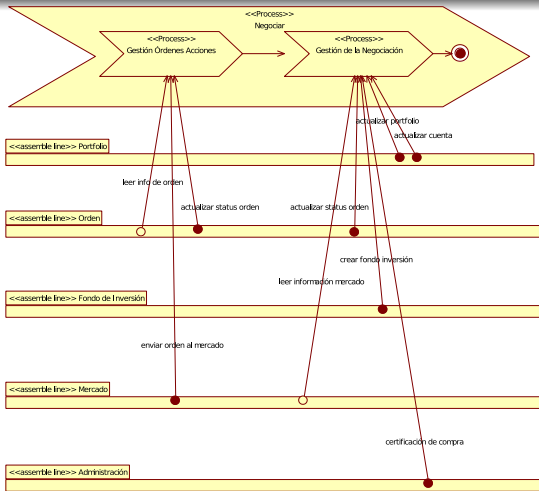 <<Process>>
Negociar
<<Process>>
Gestión Órdenes Acciones
<<Process>>
Gestión de la Negociación
actualizar portfolio
actualizar cuenta
<<assemble line>> Portfolio
leer info de orden
actualizar status orden
actualizar status orden
<<assemble line>> Orden
crear fondo inversión
leer información mercado
<<assemble line>> Fondo de Inversión
enviar orden al mercado
<<assemble line>> Mercado
certificación de compra
<<assemble line>> Administración